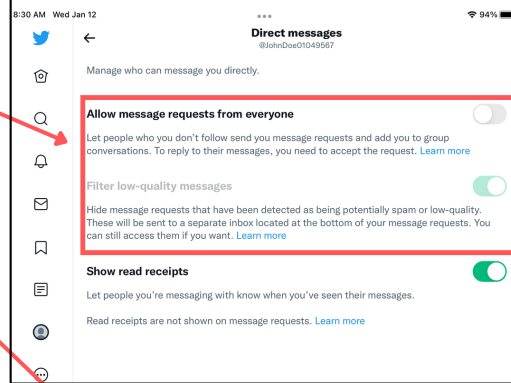 8:30 AM Wed Jan 12
94%
Direct messages
@JohnDoe01049567
Manage who can message you directly.
Allow message requests from everyone
Let people who you don't follow send you message requests and add you to group
conversations. To reply to their messages, you need to accept the request. Learn more
Filter low-quality messages
Hide message requests that have been detected as being potentially spam or low-quality.
These will be sent to a separate inbox located at the bottom of your message requests. You
can still access them if you want. Learn more
Show read receipts
Let people you're messaging with know when you've seen their messages.
Read receipts are not shown on message requests. Learn more